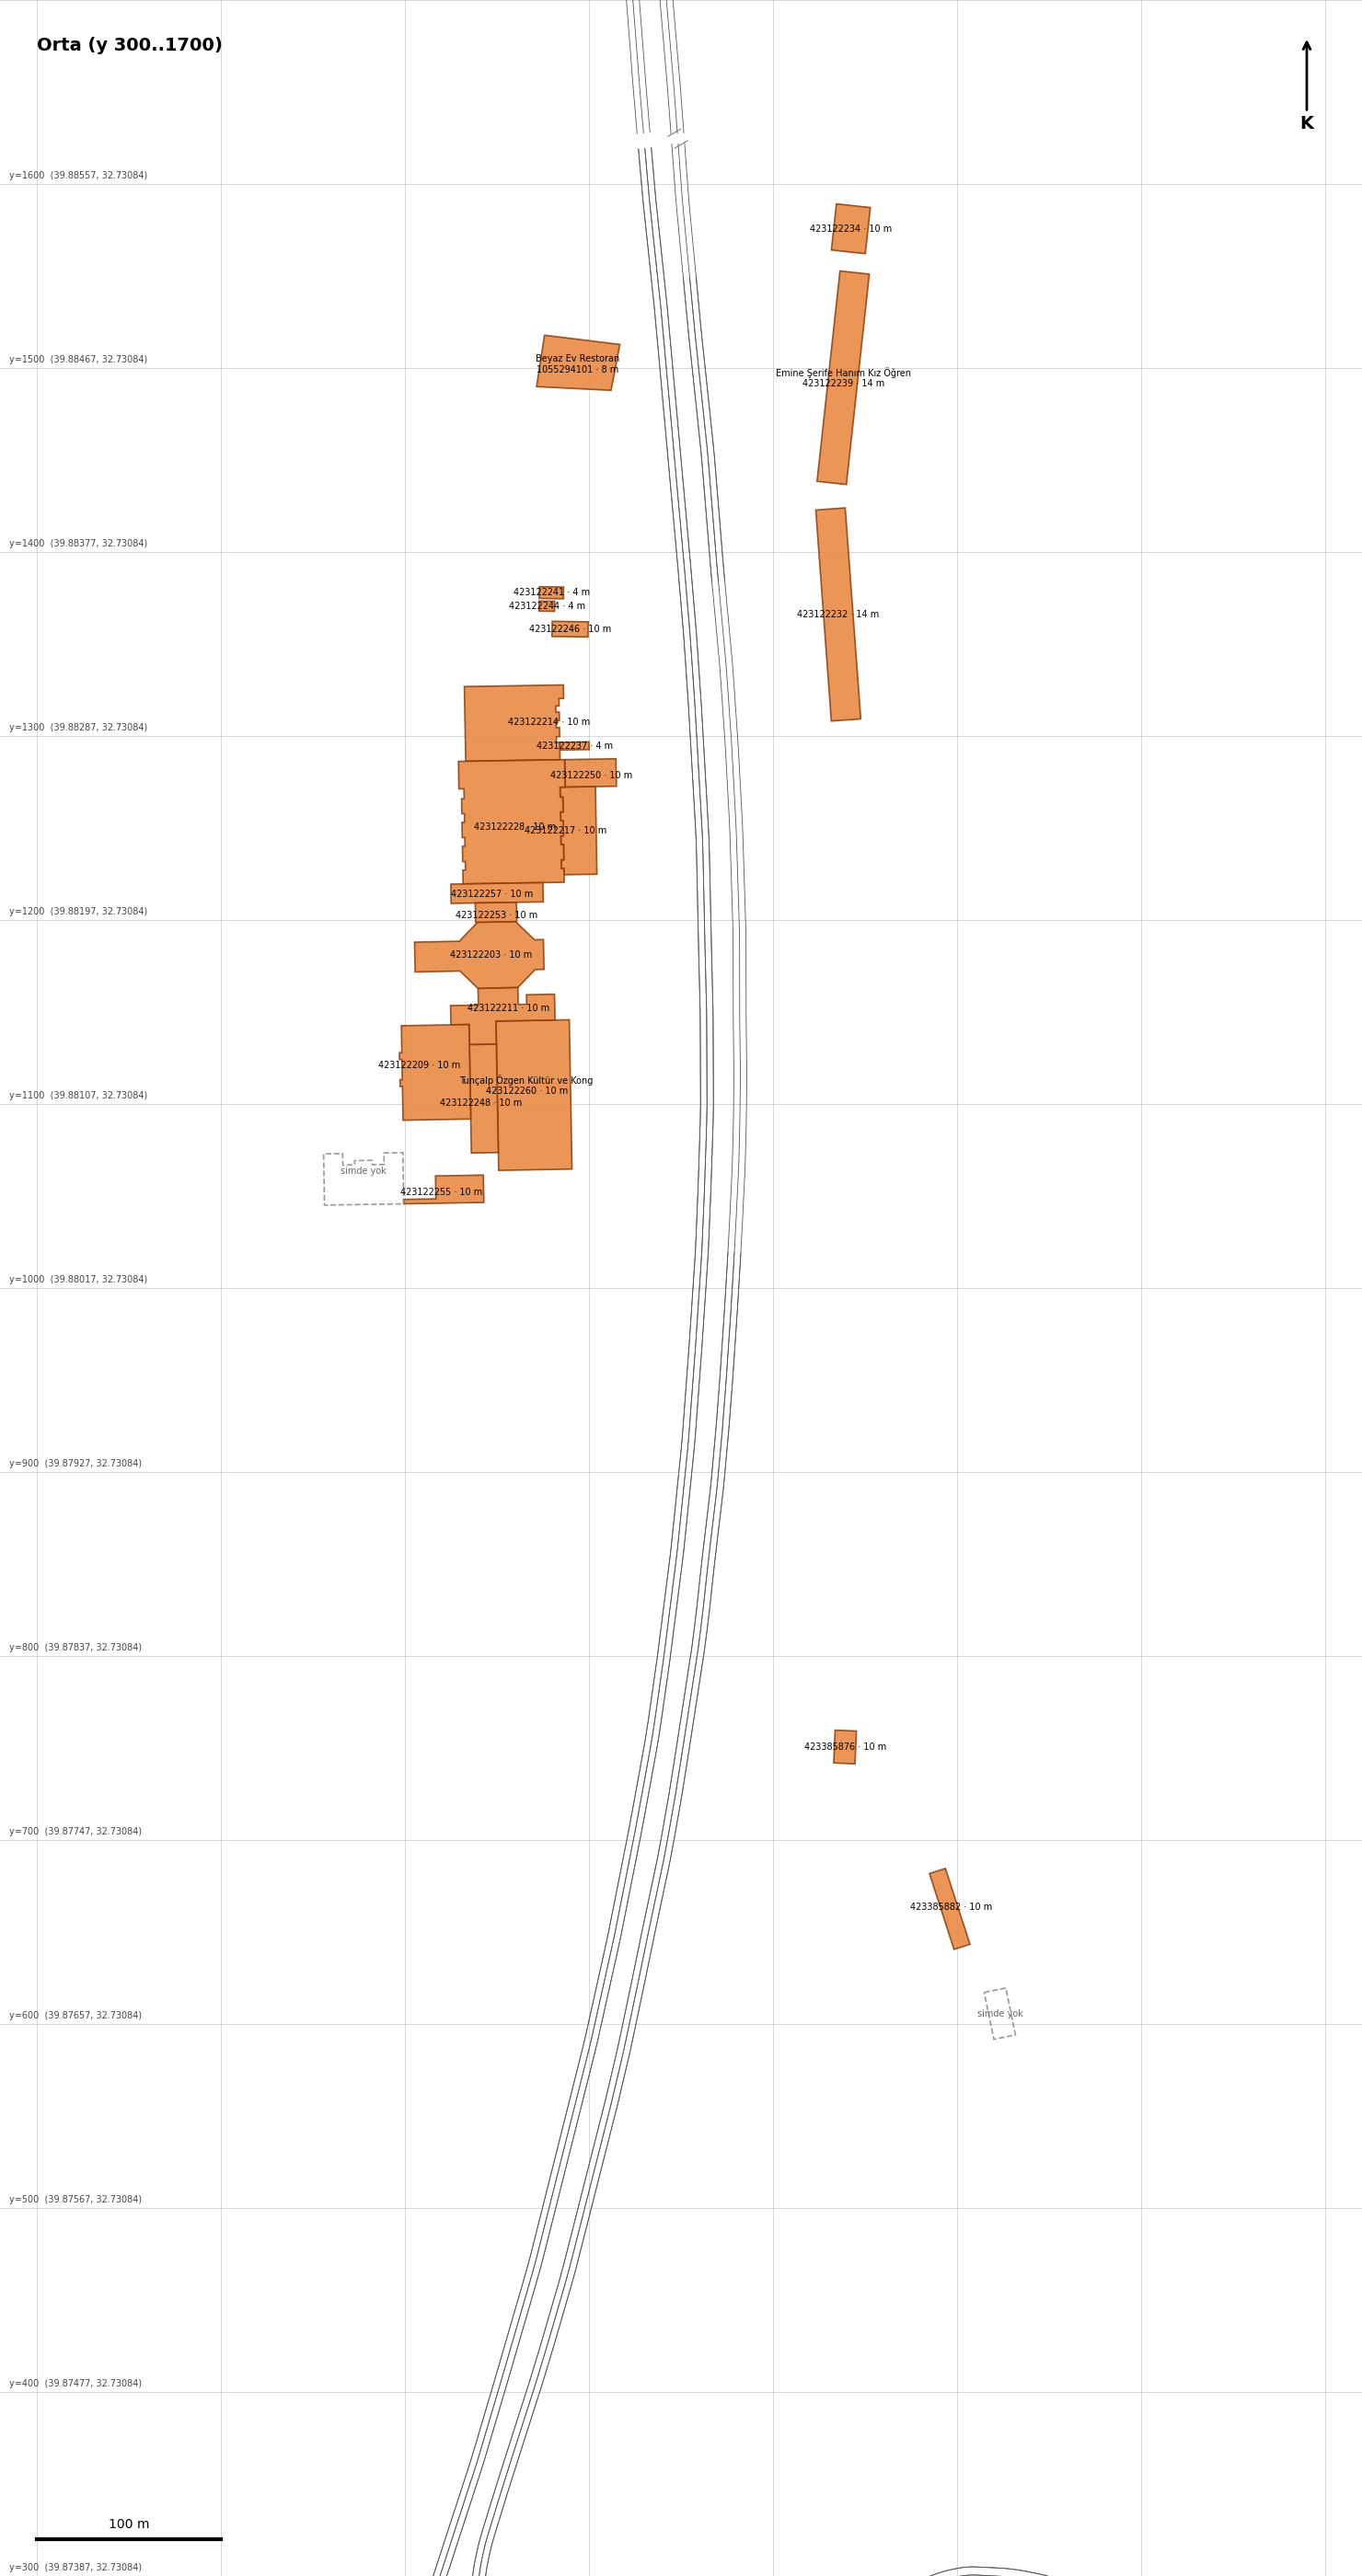 Orta (y 300..1700)
K
y=1600 (39.88557, 32.73084)
423122234 · 10 m
y=1500 (39.88467, 32.73084)
Beyaz Ev Restoran
1055294101 · 8 m
Emine Şerife Hanım Kız Öğren
423122239 · 14 m
y=1400 (39.88377, 32.73084)
423122241 · 4 m
423122244 · 4 m
423122232 · 14 m
423122246 · 10 m
y=1300 (39.88287, 32.73084)
423122214 · 10 m
423122237 · 4 m
423122250 · 10 m
423122228 · 10 m
423122217 · 10 m
423122257 · 10 m
y=1200 (39.88197, 32.73084)
423122253 · 10 m
423122203 · 10 m
423122211 · 10 m
423122209 · 10 m
Tunçalp Özgen Kültür ve Kong
423122260 · 10 m
y=1100 (39.88107, 32.73084)
423122248 · 10 m
simde yok
423122255 · 10 m
y=1000 (39.88017, 32.73084)
y=900 (39.87927, 32.73084)
y=800 (39.87837, 32.73084)
423385876 · 10 m
y=700 (39.87747, 32.73084)
423385882 · 10 m
y=600 (39.87657, 32.73084)
simde yok
y=500 (39.87567, 32.73084)
y=400 (39.87477, 32.73084)
100 m
y=300 (39.87387, 32.73084)